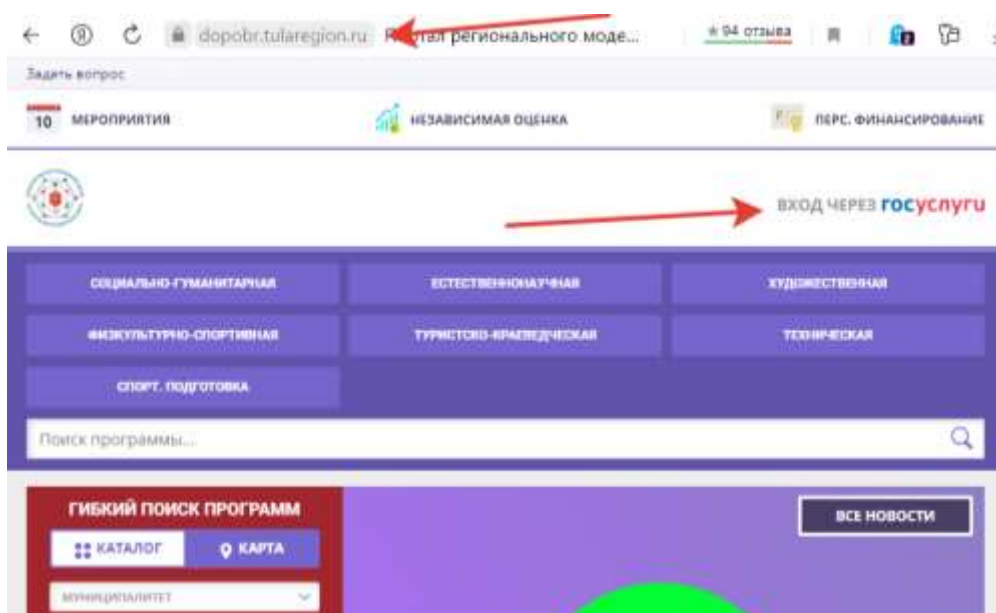 dopobr.tularegion.ru регионального моде... ★ 94 отзыва
Задать вопрос
10 МЕРОПРИЯТИЯ НЕЗАВИСИМАЯ ОЦЕНКА ПЕРС. ФИНАНСИРОВАНИЕ
ВХОД ЧЕРЕЗ госуслуги
СОЦИАЛЬНО-ГУМАНИТАРНАЯ ЕСТЕСТВЕННОНАУЧНАЯ ХУДОЖЕСТВЕННАЯ
ФИЗКУЛЬТУРНО-СПОРТИВНАЯ ТУРИСТСКО-КРАЕВЕДЧЕСКАЯ ТЕХНИЧЕСКАЯ
СПОРТ. ПОДГОТОВКА
Поиск программы...
ГИБКИЙ ПОИСК ПРОГРАММ ВСЕ НОВОСТИ
КАТАЛОГ КАРТА
МУНИЦИПАЛИТЕТ